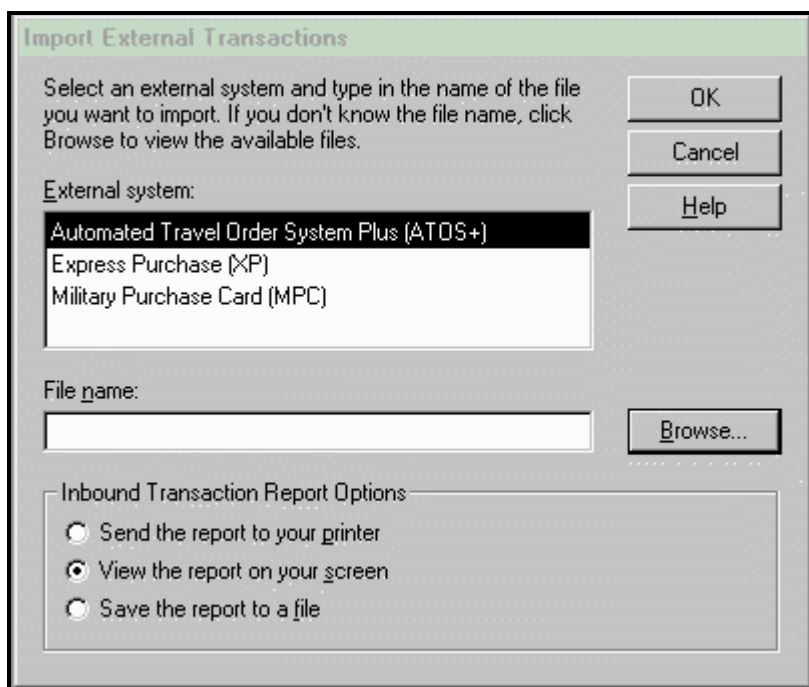 Import External Transactions
Select an external system and type in the name of the file
you want to import. If you don't know the file name, click
Browse to view the available files.
OK
Cancel
Help
External system:
Automated Travel Order System Plus (ATOS+)
Express Purchase (XP)
Military Purchase Card (MPC)
File name:
Browse...
Inbound Transaction Report Options
Send the report to your printer
View the report on your screen
Save the report to a file